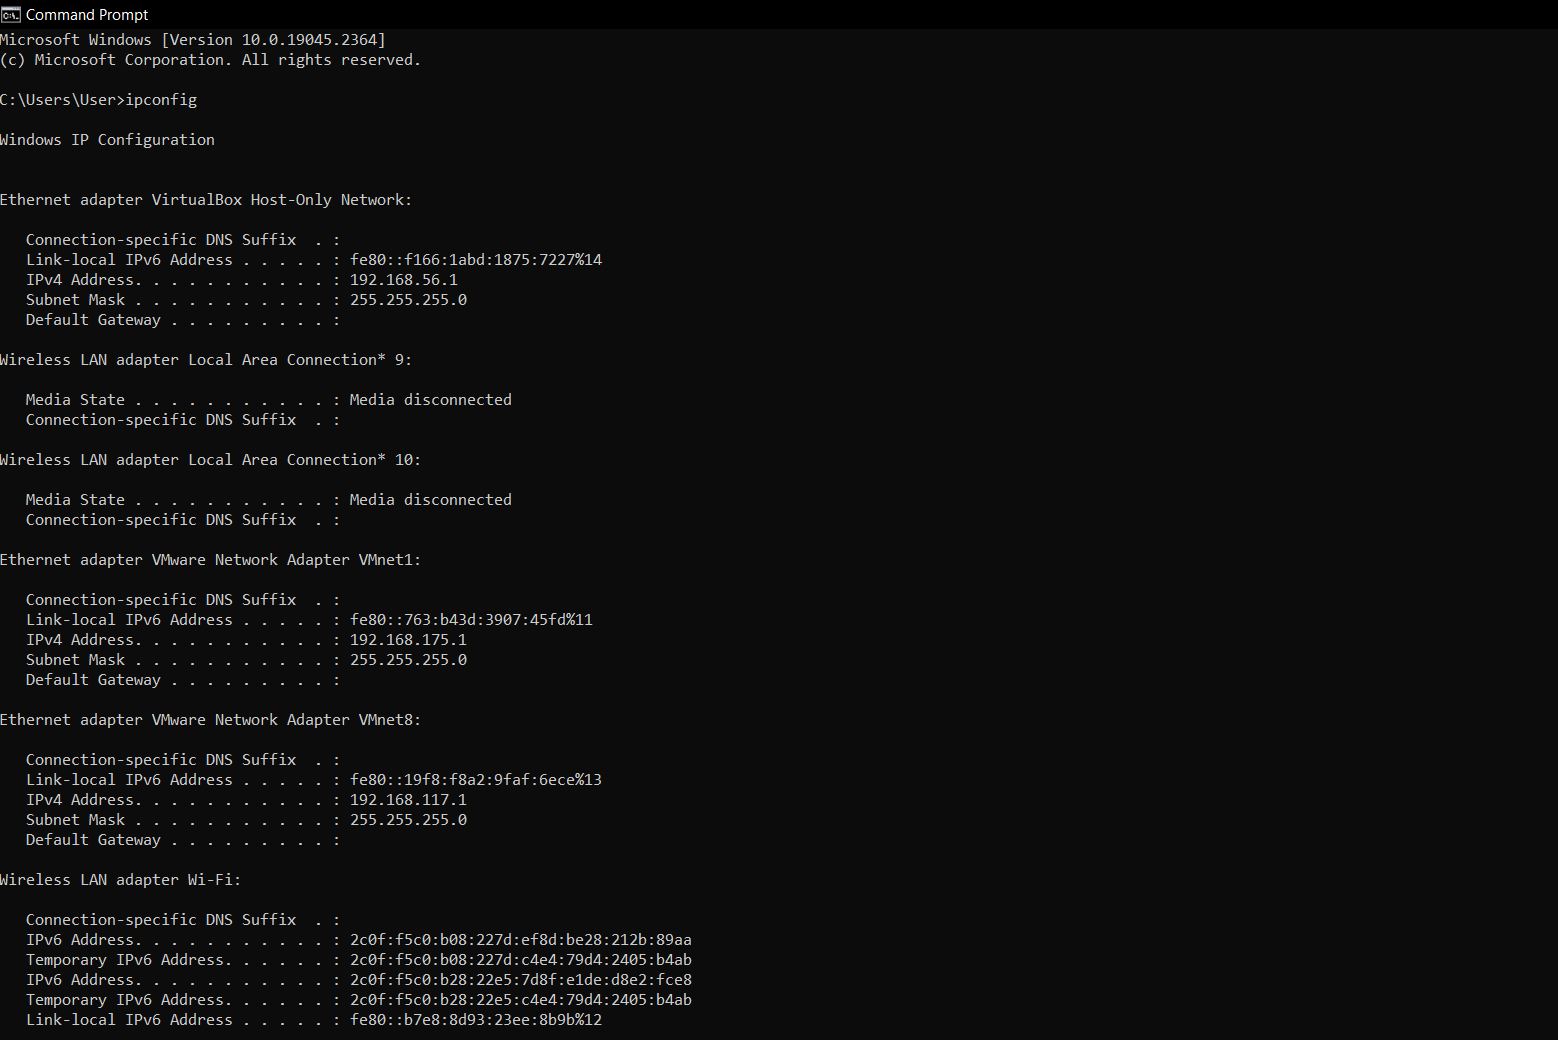 Command Prompt
Microsoft Windows [Version 10.0.19045.2364]
(c) Microsoft Corporation. All rights reserved.
C:\Users\User>ipconfig
Windows IP Configuration
Ethernet adapter VirtualBox Host-Only Network:
   Connection-specific DNS Suffix  . :
   Link-local IPv6 Address . . . . . : fe80::f166:1abd:1875:7227%14
   IPv4 Address. . . . . . . . . . . : 192.168.56.1
   Subnet Mask . . . . . . . . . . . : 255.255.255.0
   Default Gateway . . . . . . . . . :
Wireless LAN adapter Local Area Connection* 9:
   Media State . . . . . . . . . . . : Media disconnected
   Connection-specific DNS Suffix  . :
Wireless LAN adapter Local Area Connection* 10:
   Media State . . . . . . . . . . . : Media disconnected
   Connection-specific DNS Suffix  . :
Ethernet adapter VMware Network Adapter VMnet1:
   Connection-specific DNS Suffix  . :
   Link-local IPv6 Address . . . . . : fe80::763:b43d:3907:45fd%11
   IPv4 Address. . . . . . . . . . . : 192.168.175.1
   Subnet Mask . . . . . . . . . . . : 255.255.255.0
   Default Gateway . . . . . . . . . :
Ethernet adapter VMware Network Adapter VMnet8:
   Connection-specific DNS Suffix  . :
   Link-local IPv6 Address . . . . . : fe80::19f8:f8a2:9faf:6ece%13
   IPv4 Address. . . . . . . . . . . : 192.168.117.1
   Subnet Mask . . . . . . . . . . . : 255.255.255.0
   Default Gateway . . . . . . . . . :
Wireless LAN adapter Wi-Fi:
   Connection-specific DNS Suffix  . :
   IPv6 Address. . . . . . . . . . . : 2c0f:f5c0:b08:227d:ef8d:be28:212b:89aa
   Temporary IPv6 Address. . . . . . : 2c0f:f5c0:b08:227d:c4e4:79d4:2405:b4ab
   IPv6 Address. . . . . . . . . . . : 2c0f:f5c0:b28:22e5:7d8f:e1de:d8e2:fce8
   Temporary IPv6 Address. . . . . . : 2c0f:f5c0:b28:22e5:c4e4:79d4:2405:b4ab
   Link-local IPv6 Address . . . . . : fe80::b7e8:8d93:23ee:8b9b%12